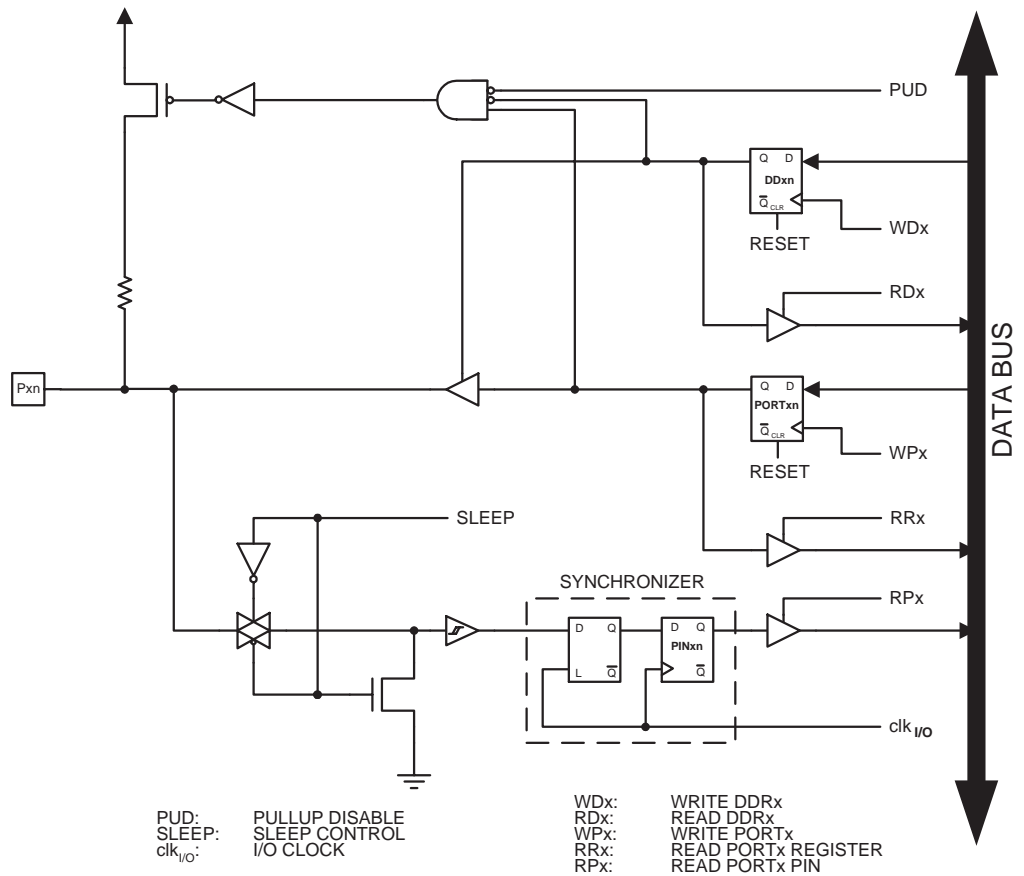 PUD
Q D
DDxn
Q CLR
WDx
RESET
RDx
DATA BUS
Pxn
Q D
PORTxn
Q CLR
WPx
RESET
RRx
SLEEP
SYNCHRONIZER
RPx
D Q
L Q
D Q
PINxn
Q
clk I/O
PUD: PULLUP DISABLE
SLEEP: SLEEP CONTROL
clkI/O: I/O CLOCK
WDx: WRITE DDRx
RDx: READ DDRx
WPx: WRITE PORTx
RRx: READ PORTx REGISTER
RPx: READ PORTx PIN